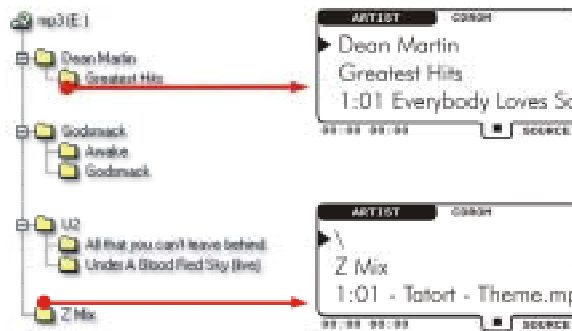 mp3 (E:)
Dean Martin
Greatest Hits
Godsmack
Awake
Godsmack
U2
All that you can't leave behind
Under A Blood Red Sky (live)
Z Mix
ARTIST CDROM
Dean Martin
Greatest Hits
1:01 Everybody Loves So
00:00 00:00 SOURCE
ARTIST CDROM
\
Z Mix
1:01 - Tatort - Theme.mp
00:00 00:00 SOURCE